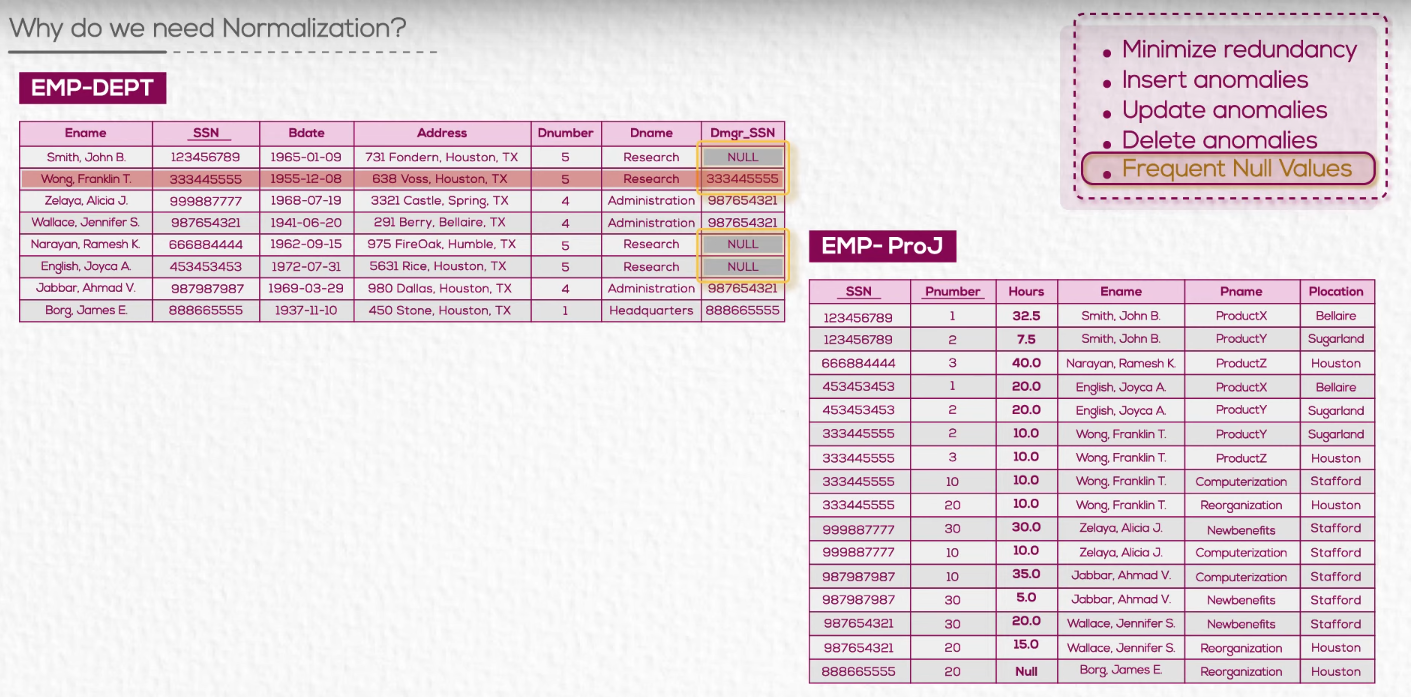 Why do we need Normalization?
• Minimize redundancy
• Insert anomalies
• Update anomalies
• Delete anomalies
• Frequent Null Values
EMP-DEPT
Ename SSN Bdate Address Dnumber Dname Dmgr_SSN
Smith, John B. 123456789 1965-01-09 731 Fondern, Houston, TX 5 Research NULL
Wong, Franklin T. 333445555 1955-12-08 638 Voss, Houston, TX 5 Research 333445555
Zelaya, Alicia J. 999887777 1968-07-19 3321 Castle, Spring, TX 4 Administration 987654321
Wallace, Jennifer S. 987654321 1941-06-20 291 Berry, Bellaire, TX 4 Administration 987654321
Narayan, Ramesh K. 666884444 1962-09-15 975 FireOak, Humble, TX 5 Research NULL
English, Joyca A. 453453453 1972-07-31 5631 Rice, Houston, TX 5 Research NULL
Jabbar, Ahmad V. 987987987 1969-03-29 980 Dallas, Houston, TX 4 Administration 987654321
Borg, James E. 888665555 1937-11-10 450 Stone, Houston, TX 1 Headquarters 888665555
EMP- ProJ
SSN Pnumber Hours Ename Pname Plocation
123456789 1 32.5 Smith, John B. ProductX Bellaire
123456789 2 7.5 Smith, John B. ProductY Sugarland
666884444 3 40.0 Narayan, Ramesh K. ProductZ Houston
453453453 1 20.0 English, Joyca A. ProductX Bellaire
453453453 2 20.0 English, Joyca A. ProductY Sugarland
333445555 2 10.0 Wong, Franklin T. ProductY Sugarland
333445555 3 10.0 Wong, Franklin T. ProductZ Houston
333445555 10 10.0 Wong, Franklin T. Computerization Stafford
333445555 20 10.0 Wong, Franklin T. Reorganization Houston
999887777 30 30.0 Zelaya, Alicia J. Newbenefits Stafford
999887777 10 10.0 Zelaya, Alicia J. Computerization Stafford
987987987 10 35.0 Jabbar, Ahmad V. Computerization Stafford
987987987 30 5.0 Jabbar, Ahmad V. Newbenefits Stafford
987654321 30 20.0 Wallace, Jennifer S. Newbenefits Stafford
987654321 20 15.0 Wallace, Jennifer S. Reorganization Houston
888665555 20 Null Borg, James E. Reorganization Houston